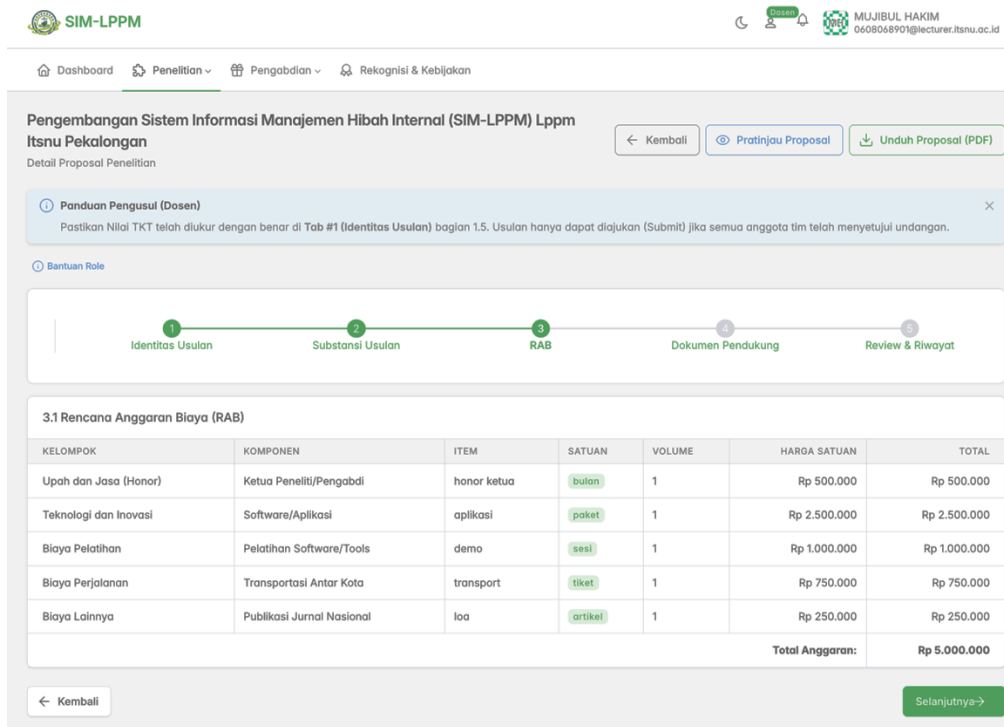 SIM-LPPM
Dosen
MUJIBUL HAKIM
0608068901@lecturer.itsnu.ac.id
Dashboard Penelitian Pengabdian Rekognisi & Kebijakan
Pengembangan Sistem Informasi Manajemen Hibah Internal (SIM-LPPM) Lppm
Itsnu Pekalongan
Detail Proposal Penelitian
Kembali Pratinjau Proposal Unduh Proposal (PDF)
Panduan Pengusul (Dosen)
Pastikan Nilai TKT telah diukur dengan benar di Tab #1 (Identitas Usulan) bagian 1.5. Usulan hanya dapat diajukan (Submit) jika semua anggota tim telah menyetujui undangan.
Bantuan Role
1 2 3 4 5
Identitas Usulan Substansi Usulan RAB Dokumen Pendukung Review & Riwayat
3.1 Rencana Anggaran Biaya (RAB)
KELOMPOK KOMPONEN ITEM SATUAN VOLUME HARGA SATUAN TOTAL
Upah dan Jasa (Honor) Ketua Peneliti/Pengabdi honor ketua bulan 1 Rp 500.000 Rp 500.000
Teknologi dan Inovasi Software/Aplikasi aplikasi paket 1 Rp 2.500.000 Rp 2.500.000
Biaya Pelatihan Pelatihan Software/Tools demo sesi 1 Rp 1.000.000 Rp 1.000.000
Biaya Perjalanan Transportasi Antar Kota transport tiket 1 Rp 750.000 Rp 750.000
Biaya Lainnya Publikasi Jurnal Nasional loa artikel 1 Rp 250.000 Rp 250.000
Total Anggaran: Rp 5.000.000
Kembali Selanjutnya